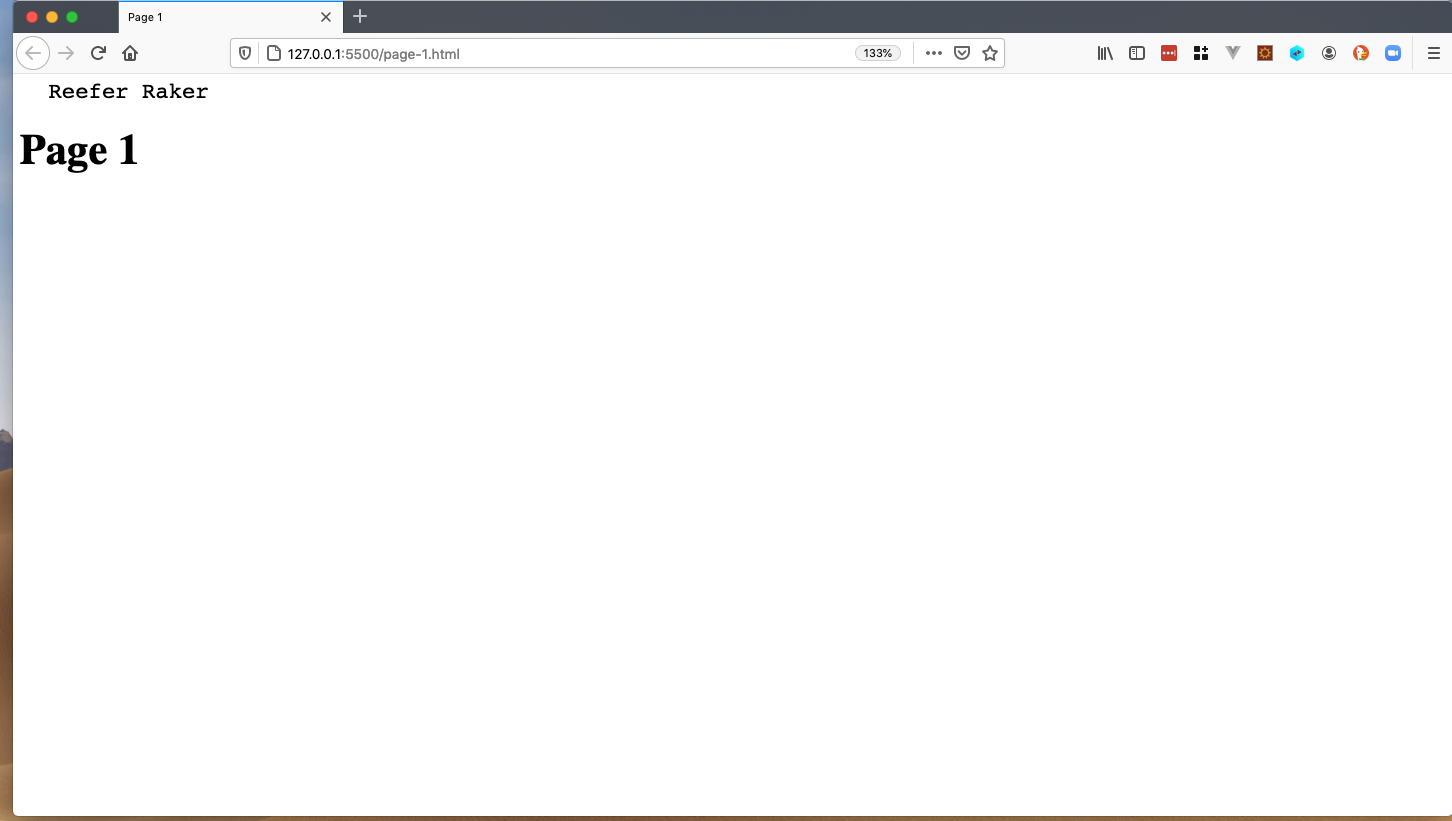 Page 1
127.0.0.1:5500/page-1.html
133%
Reefer Raker
Page 1